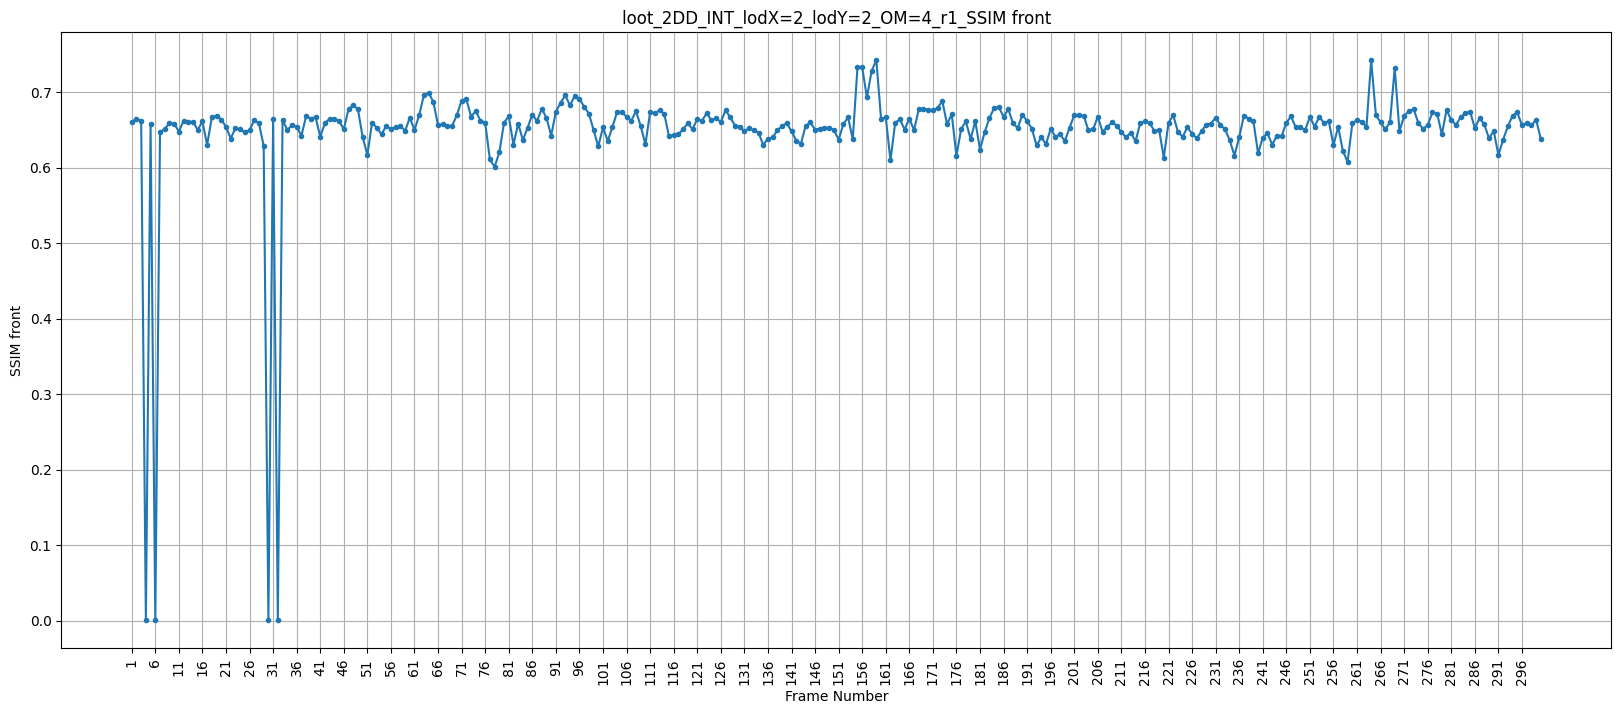 loot_2DD_INT_lodX=2_lodY=2_OM=4_r1_SSIM front
SSIM front
0.7
0.6
0.5
0.4
0.3
0.2
0.1
0.0
1 6 11 16 21 26 31 36 41 46 51 56 61 66 71 76 81 86 91 96 101 106 111 116 121 126 131 136 141 146 151 156 161 166 171 176 181 186 191 196 201 206 211 216 221 226 231 236 241 246 251 256 261 266 271 276 281 286 291 296
Frame Number